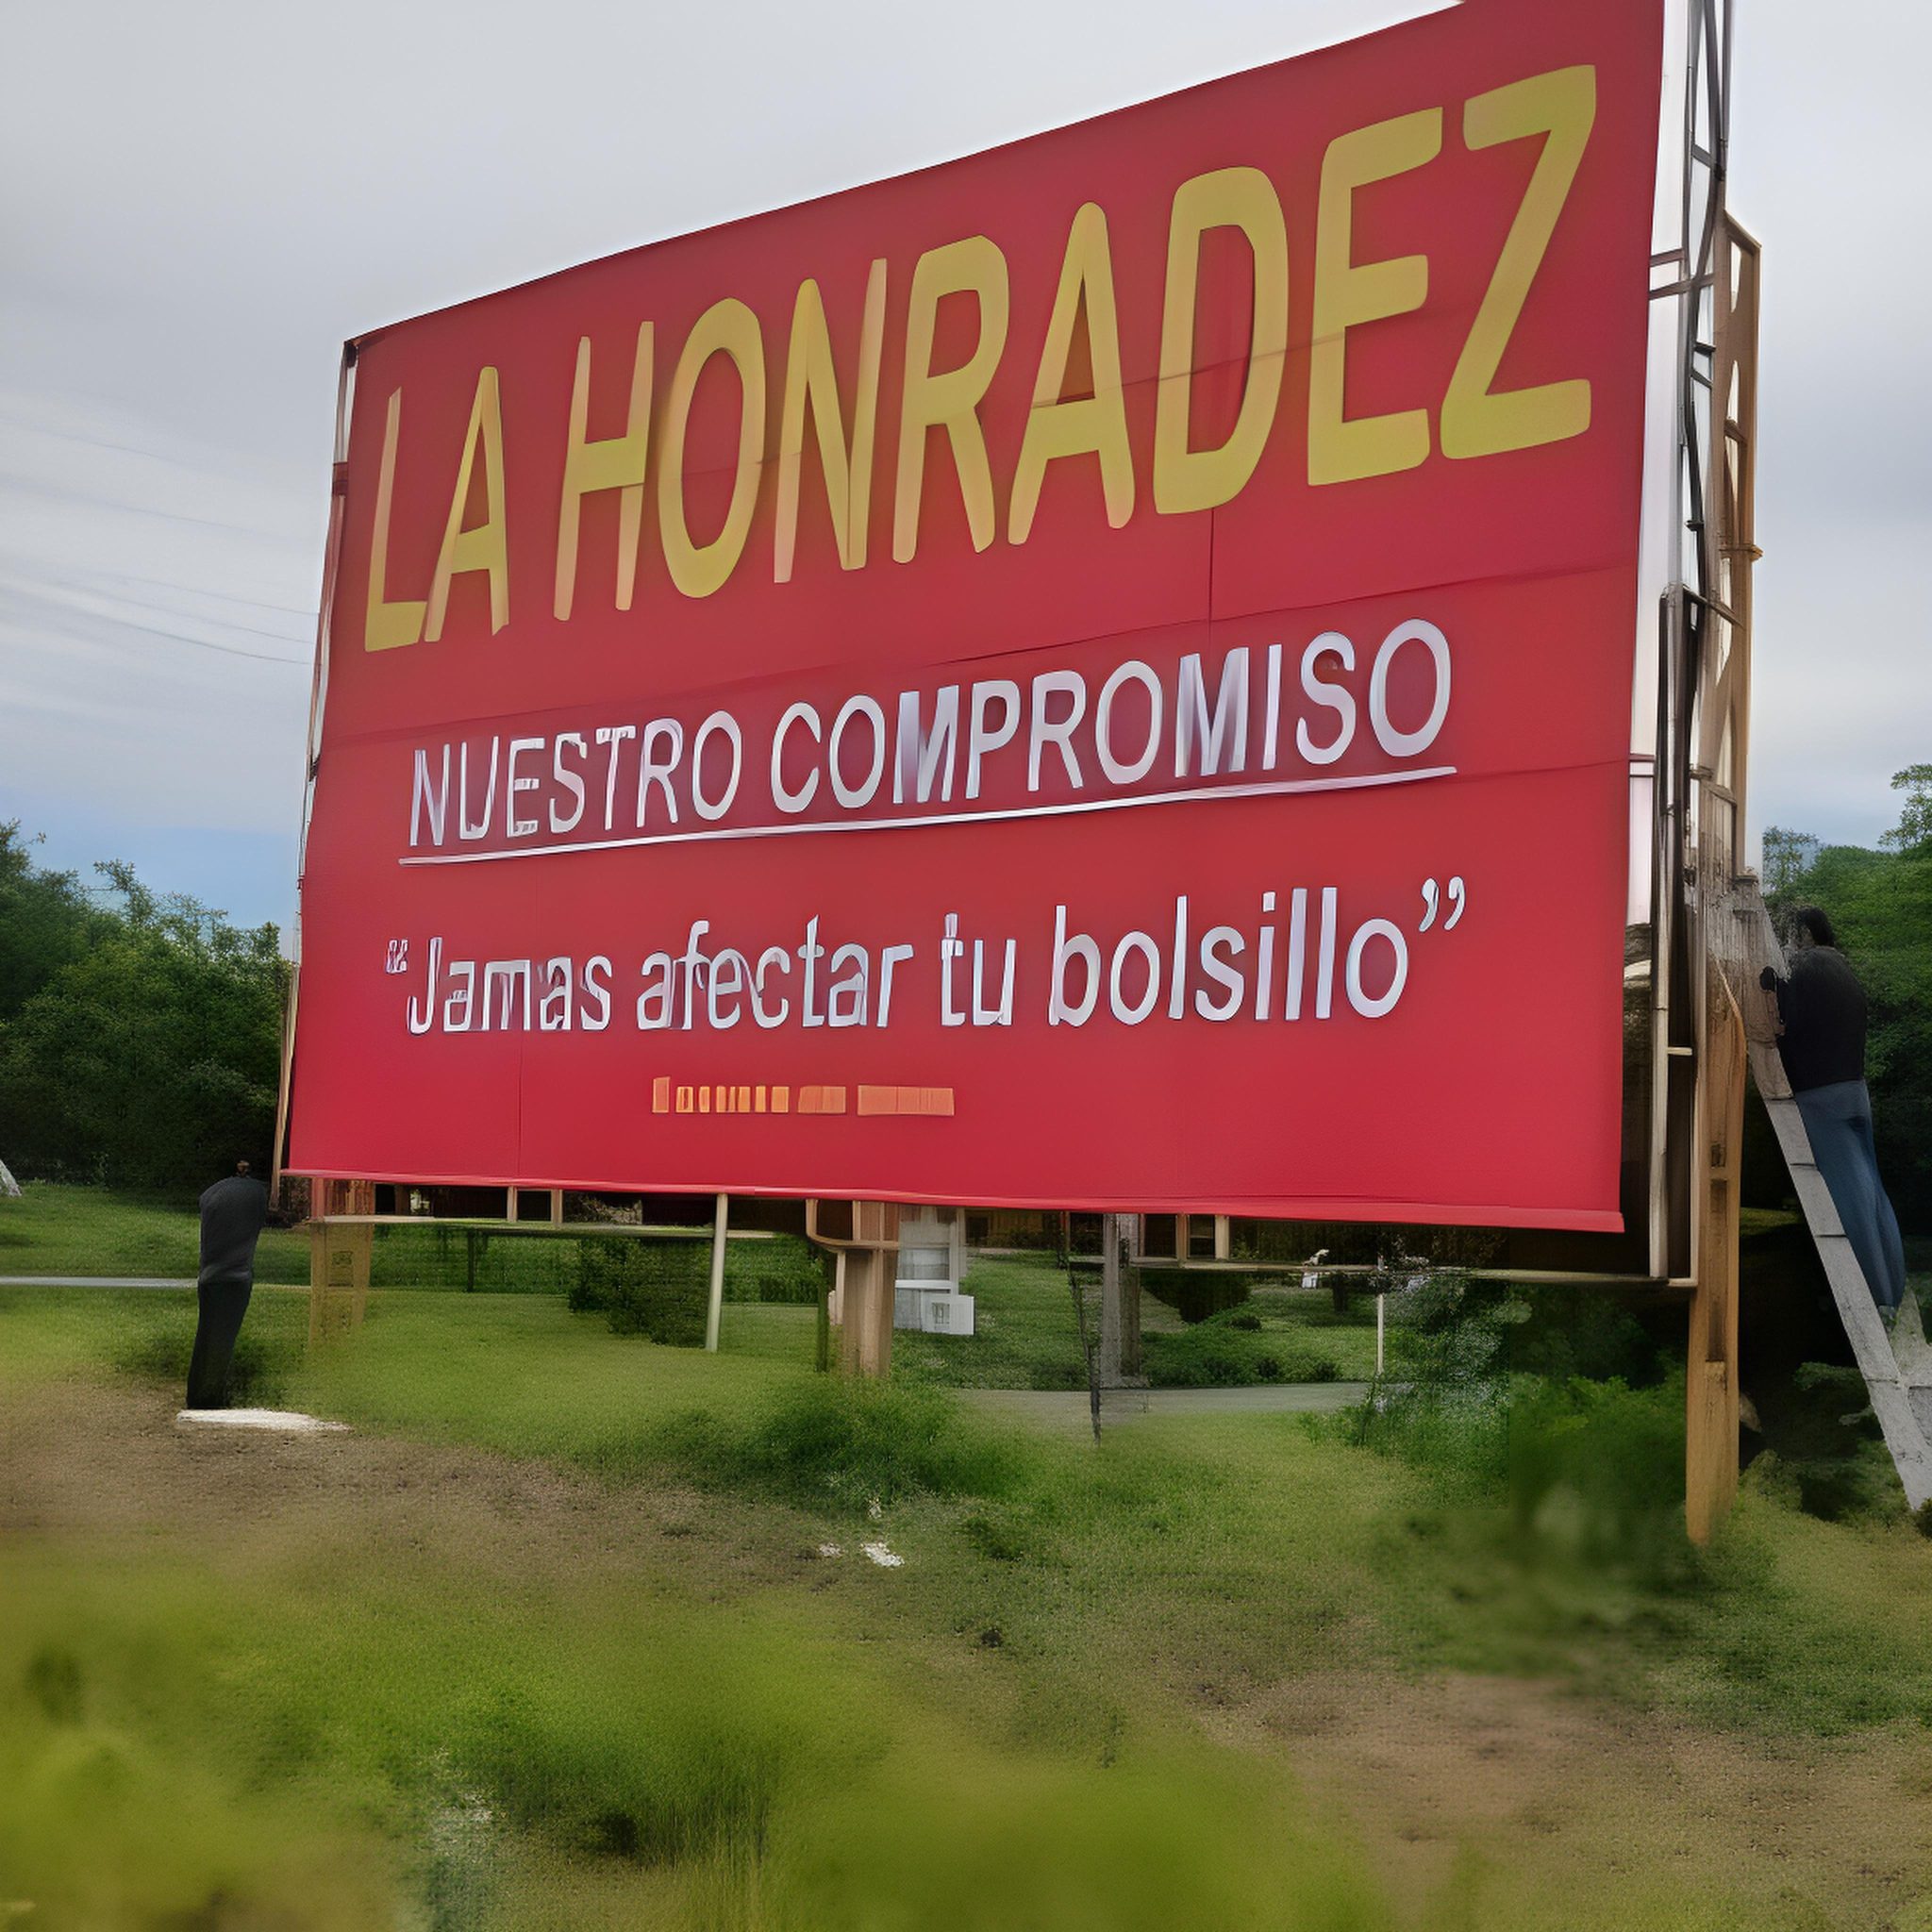 LA HONRADEZ
NUESTRO COMPROMISO
“Jamas afectar tu bolsillo”